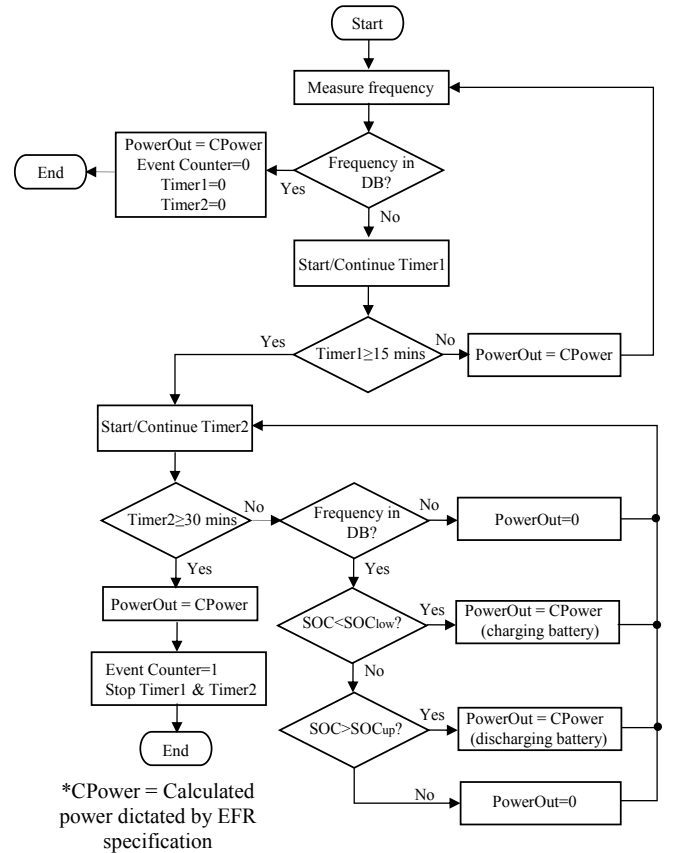 Start
Measure frequency
Frequency in
DB?
Yes
No
PowerOut = CPower
Event Counter=0
Timer1=0
Timer2=0
End
Start/Continue Timer1
Timer1≥15 mins
Yes
No
PowerOut = CPower
Start/Continue Timer2
Timer2≥30 mins
No
Yes
Frequency in
DB?
No
Yes
PowerOut=0
PowerOut = CPower
SOC<SOClow?
Yes
No
PowerOut = CPower
(charging battery)
Event Counter=1
Stop Timer1 & Timer2
SOC>SOCup?
Yes
No
PowerOut = CPower
(discharging battery)
End
PowerOut=0
*CPower = Calculated
power dictated by EFR
specification